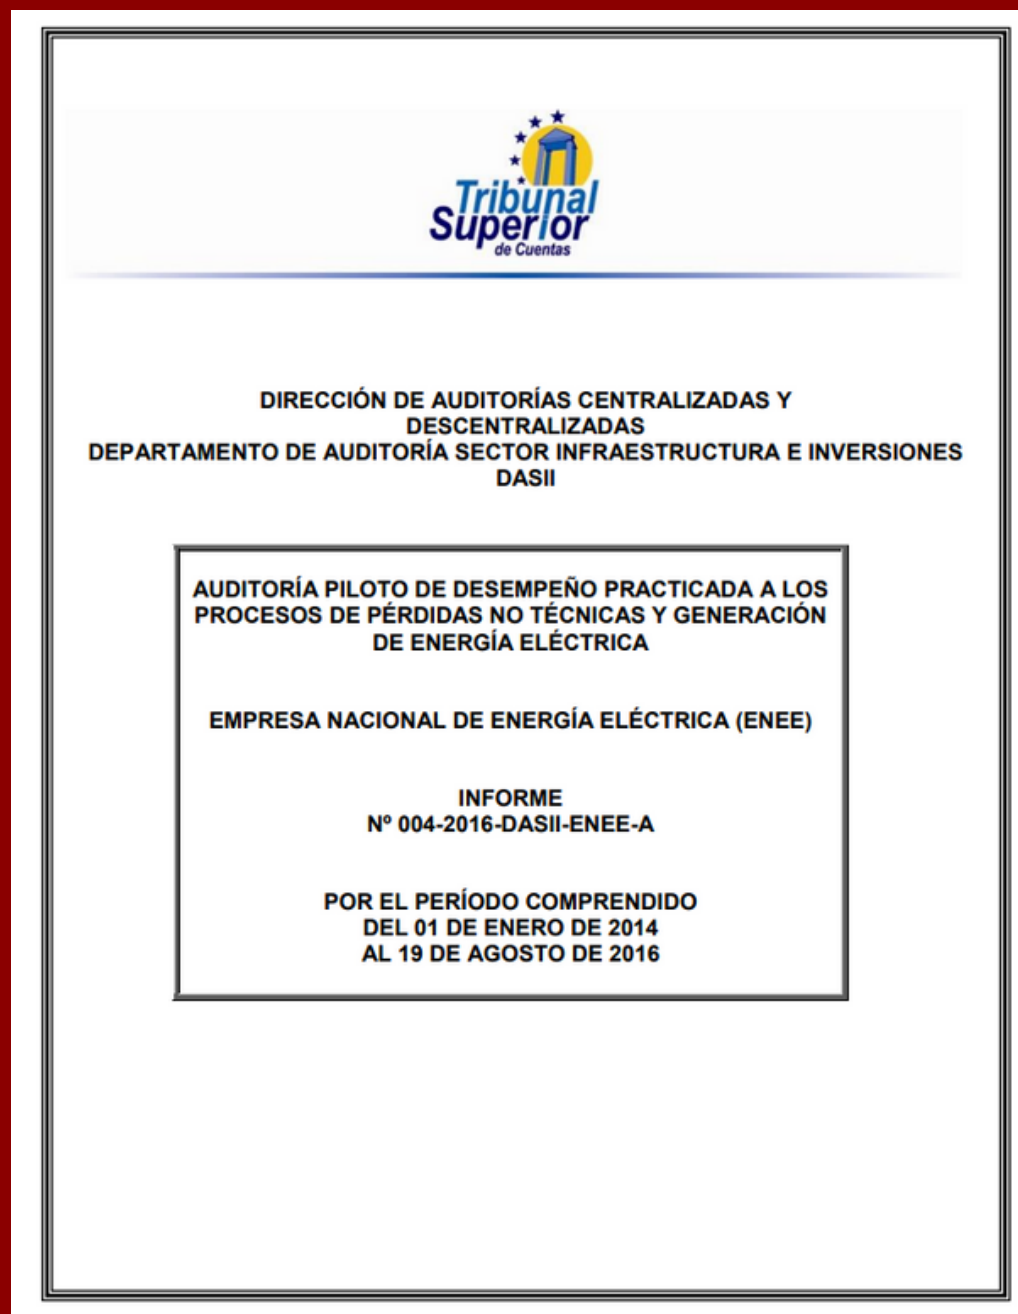 Tribunal
Superior
de Cuentas
DIRECCIÓN DE AUDITORÍAS CENTRALIZADAS Y
DESCENTRALIZADAS
DEPARTAMENTO DE AUDITORÍA SECTOR INFRAESTRUCTURA E INVERSIONES
DASII
AUDITORÍA PILOTO DE DESEMPEÑO PRACTICADA A LOS
PROCESOS DE PÉRDIDAS NO TÉCNICAS Y GENERACIÓN
DE ENERGÍA ELÉCTRICA
EMPRESA NACIONAL DE ENERGÍA ELÉCTRICA (ENEE)
INFORME
Nº 004-2016-DASII-ENEE-A
POR EL PERÍODO COMPRENDIDO
DEL 01 DE ENERO DE 2014
AL 19 DE AGOSTO DE 2016